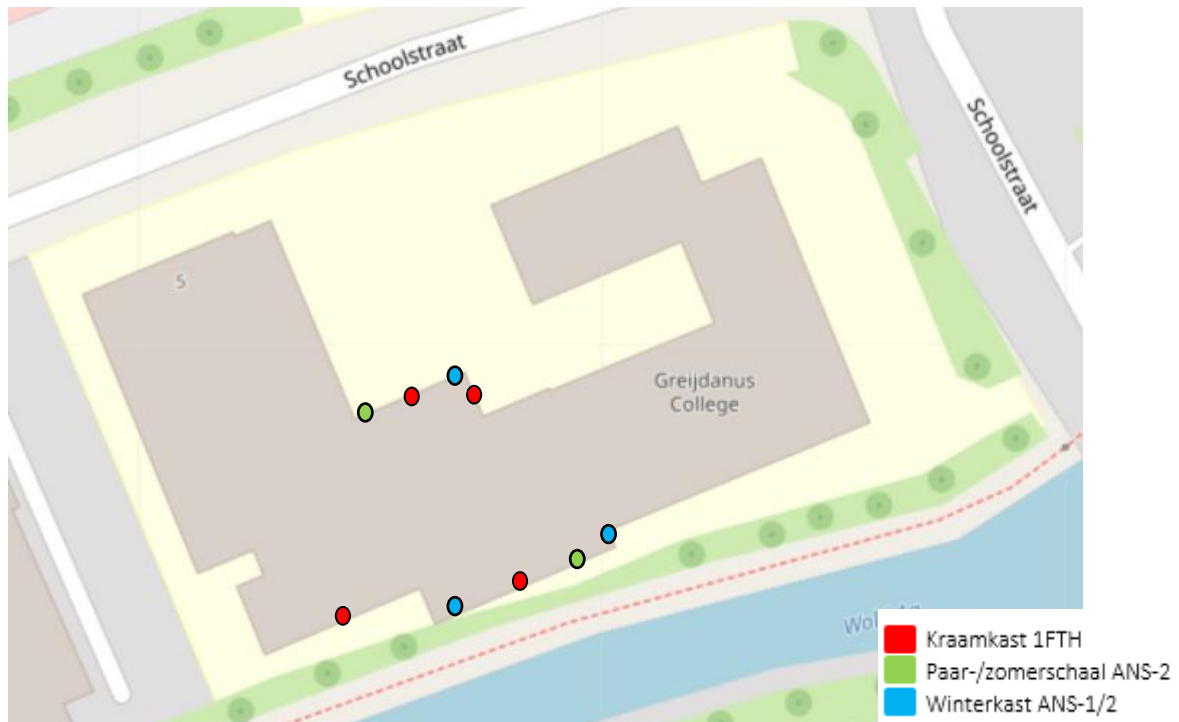 Schoolstraat
Schoolstraat
5
Greijdanus
College
Kraamkast 1FTH
Paar-/zomerschaal ANS-2
Winterkast ANS-1/2